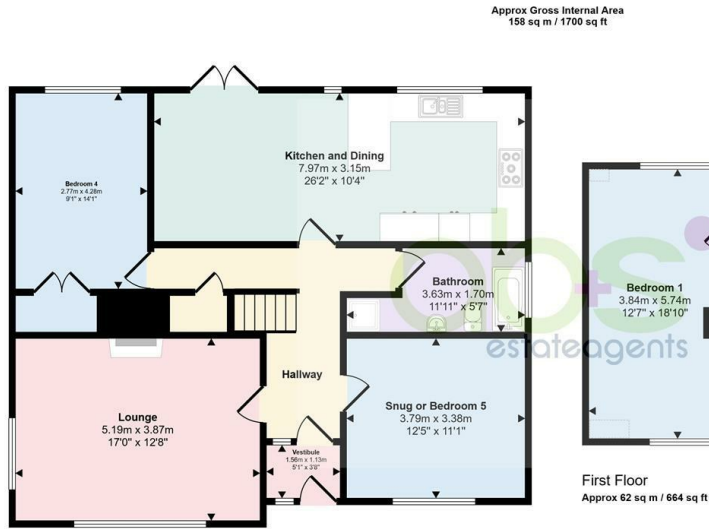 Approx Gross Internal Area
158 sq m / 1700 sq ft
Bedroom 4
2.77m x 4.28m
9'1" x 14'1"
Kitchen and Dining
7.97m x 3.15m
26'2" x 10'4"
Bathroom
3.63m x 1.70m
11'11" x 5'7"
Bedroom 1
3.84m x 5.74m
12'7" x 18'10"
obs
estateagents
Hallway
Lounge
5.19m x 3.87m
17'0" x 12'8"
Snug or Bedroom 5
3.79m x 3.38m
12'5" x 11'1"
Vestibule
1.56m x 1.13m
5'1" x 3'8"
First Floor
Approx 62 sq m / 664 sq ft